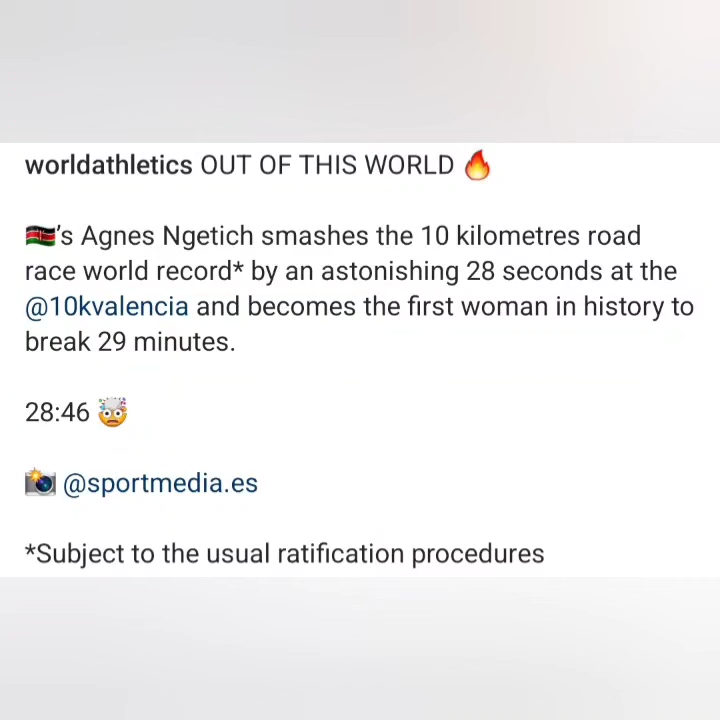 worldathletics OUT OF THIS WORLD 🔥
🇰🇪's Agnes Ngetich smashes the 10 kilometres road
race world record* by an astonishing 28 seconds at the
@10kvalencia and becomes the first woman in history to
break 29 minutes.
28:46 🤯
📸 @sportmedia.es
*Subject to the usual ratification procedures